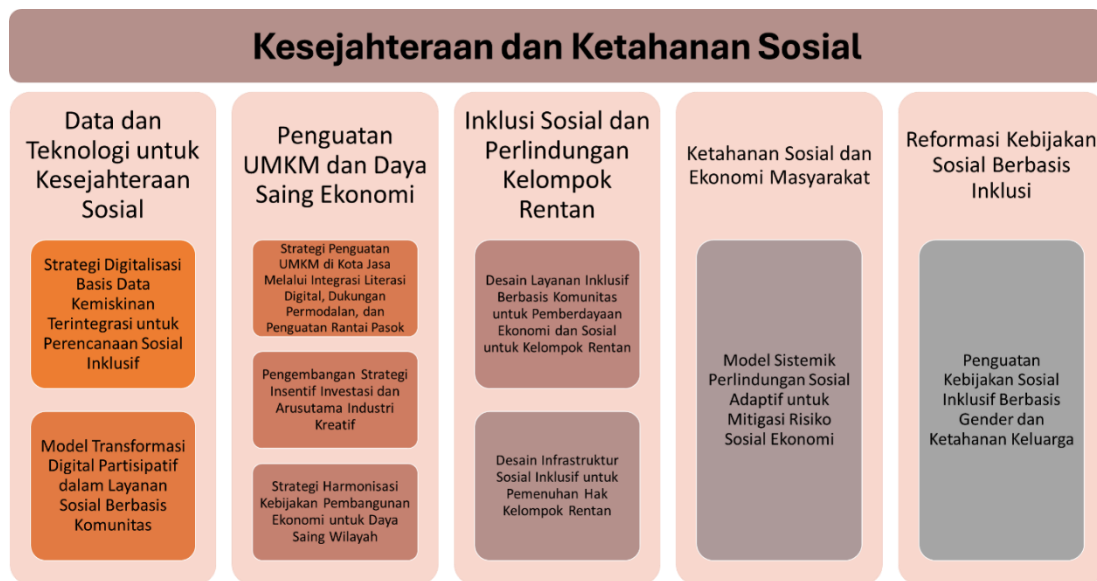 Kesejahteraan dan Ketahanan Sosial
Data dan
Teknologi untuk
Kesejahteraan
Sosial
Strategi Digitalisasi
Basis Data
Kemiskinan
Terintegrasi untuk
Perencanaan Sosial
Inklusif
Model Transformasi
Digital Partisipatif
dalam Layanan
Sosial Berbasis
Komunitas
Penguatan
UMKM dan Daya
Saing Ekonomi
Strategi Penguatan
UMKM di Kota Jasa
Melalui Integrasi Literasi
Digital, Dukungan
Permodalan, dan
Penguatan Rantai Pasok
Pengembangan Strategi
Insentif Investasi dan
Arusutama Industri
Kreatif
Strategi Harmonisasi
Kebijakan Pembangunan
Ekonomi untuk Daya
Saing Wilayah
Inklusi Sosial dan
Perlindungan
Kelompok
Rentan
Desain Layanan Inklusif
Berbasis Komunitas
untuk Pemberdayaan
Ekonomi dan Sosial
untuk Kelompok Rentan
Desain Infrastruktur
Sosial Inklusif untuk
Pemenuhan Hak
Kelompok Rentan
Ketahanan Sosial dan
Ekonomi Masyarakat
Model Sistemik
Perlindungan Sosial
Adaptif untuk
Mitigasi Risiko
Sosial Ekonomi
Reformasi Kebijakan
Sosial Berbasis
Inklusi
Penguatan
Kebijakan Sosial
Inklusif Berbasis
Gender dan
Ketahanan Keluarga